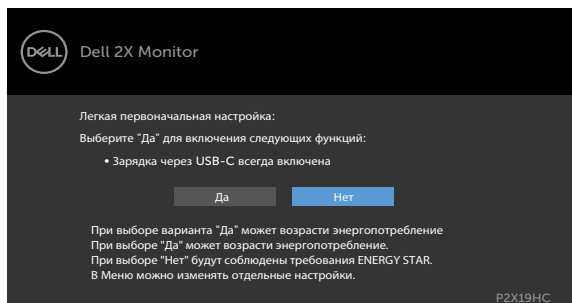 DELL Dell 2X Monitor
Легкая первоначальная настройка:
Выберите "Да" для включения следующих функций:
• Зарядка через USB-C всегда включена
Да Нет
При выборе варианта "Да" может возрасти энергопотребление
При выборе "Да" может возрасти энергопотребление.
При выборе "Нет" будут соблюдены требования ENERGY STAR.
В Меню можно изменять отдельные настройки.
P2X19HC